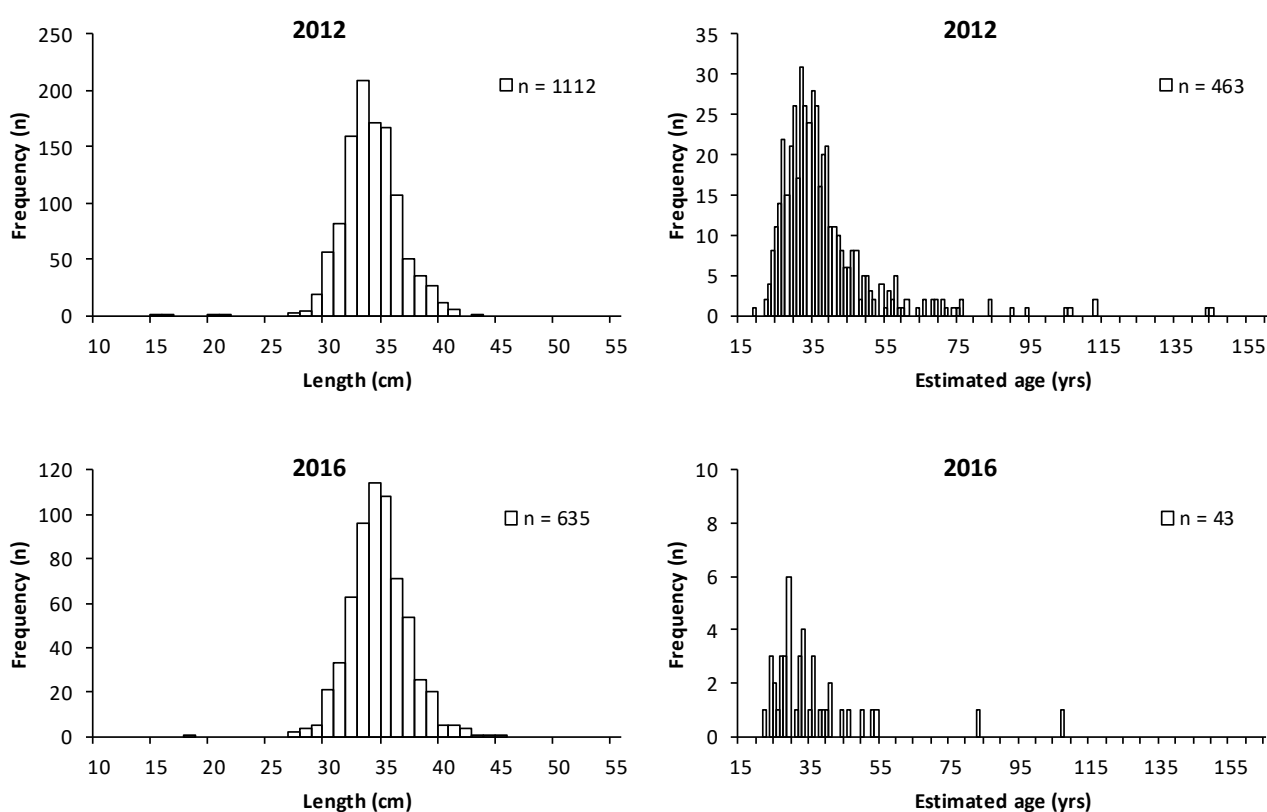 2012
250
200
150
100
50
0
Frequency (n)
n = 1112
10 15 20 25 30 35 40 45 50 55
Length (cm)
2012
35
30
25
20
15
10
5
0
Frequency (n)
n = 463
15 35 55 75 95 115 135 155
Estimated age (yrs)
2016
120
100
80
60
40
20
0
Frequency (n)
n = 635
10 15 20 25 30 35 40 45 50 55
Length (cm)
2016
10
8
6
4
2
0
Frequency (n)
n = 43
15 35 55 75 95 115 135 155
Estimated age (yrs)